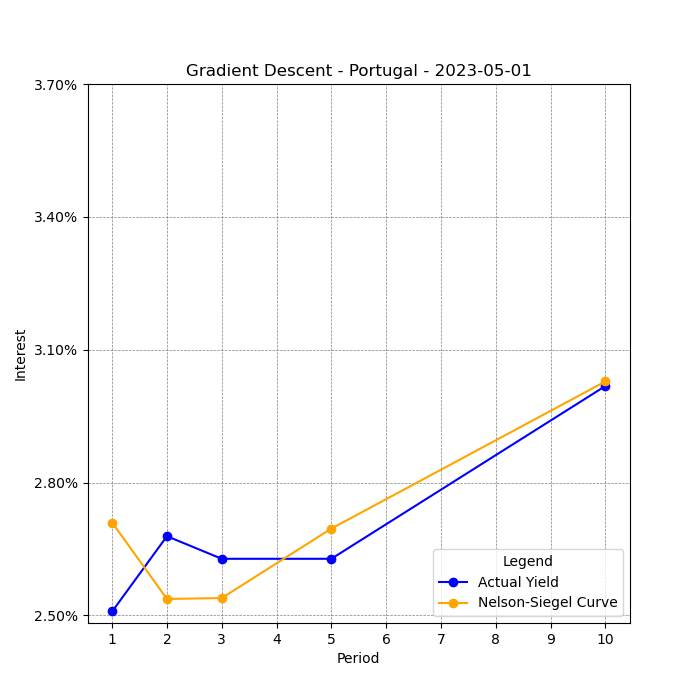 Gradient Descent - Portugal - 2023-05-01
3.70%
3.40%
3.10%
2.80%
2.50%
Interest
1 2 3 4 5 6 7 8 9 10
Period
Legend
Actual Yield
Nelson-Siegel Curve